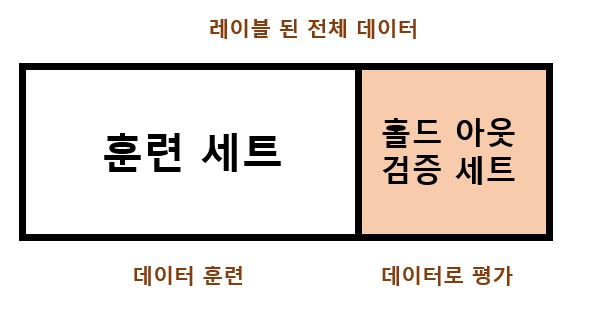 레이블 된 전체 데이터
훈련 세트
홀드 아웃
검증 세트
데이터 훈련
데이터로 평가